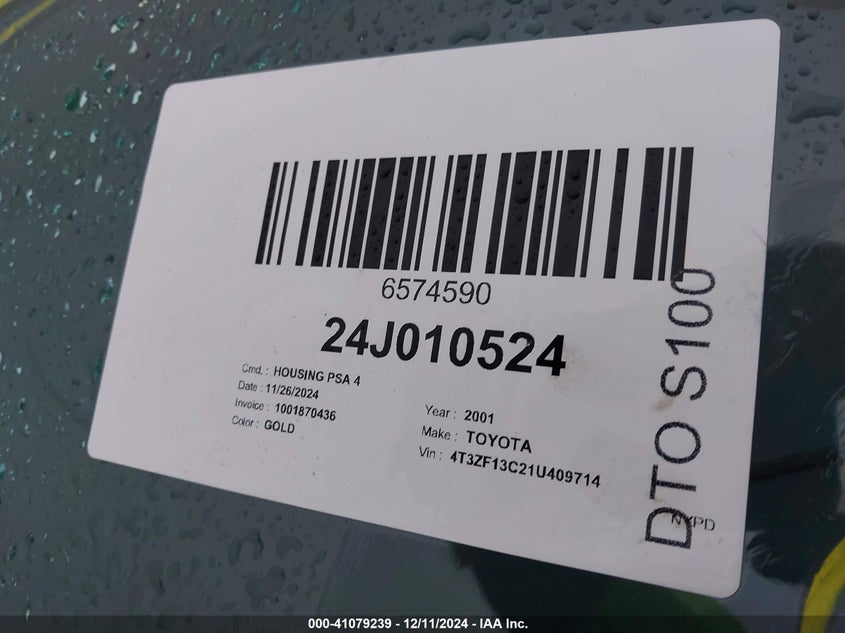 6574590
24J010524
Cmd. : HOUSING PSA 4
Date : 11/26/2024
Invoice : 1001870436
Color : GOLD
Year : 2001
Make : TOYOTA
Vin : 4T3ZF13C21U409714
DTO S100
NYPD
000-41079239 - 12/11/2024 - IAA Inc.